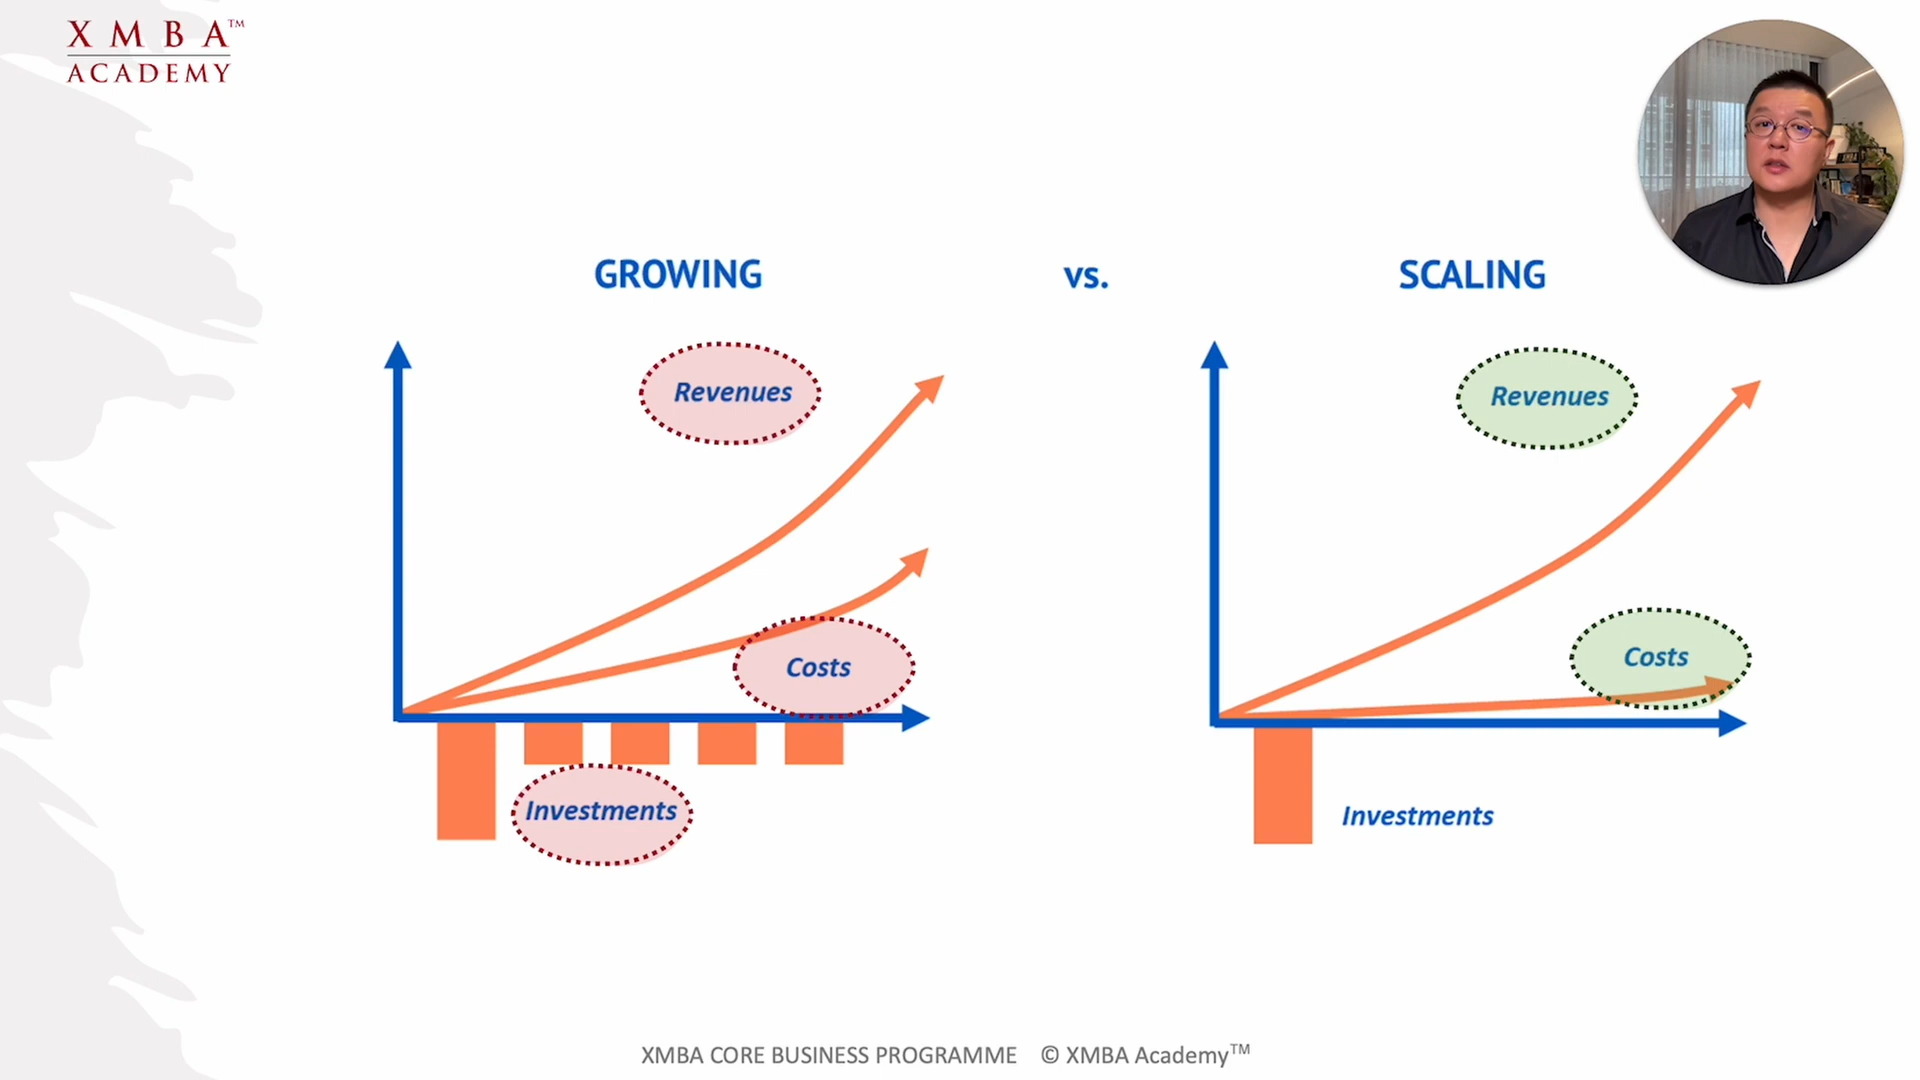 X M B A™
ACADEMY
GROWING vs. SCALING
Revenues
Costs
Investments
Revenues
Costs
Investments
XMBA CORE BUSINESS PROGRAMME © XMBA Academy™